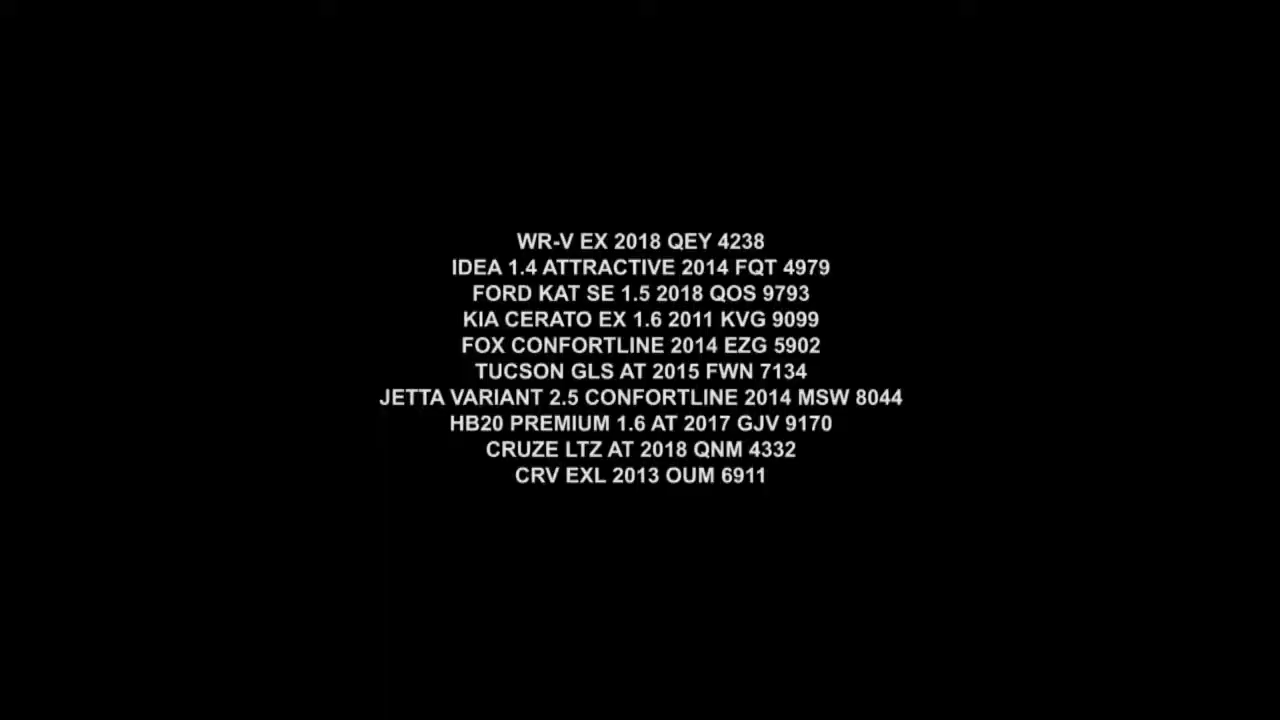 WR-V EX 2018 QEY 4238
IDEA 1.4 ATTRACTIVE 2014 FQT 4979
FORD KAT SE 1.5 2018 QOS 9793
KIA CERATO EX 1.6 2011 KVG 9099
FOX CONFORTLINE 2014 EZG 5902
TUCSON GLS AT 2015 FWN 7134
JETTA VARIANT 2.5 CONFORTLINE 2014 MSW 8044
HB20 PREMIUM 1.6 AT 2017 GJV 9170
CRUZE LTZ AT 2018 QNM 4332
CRV EXL 2013 OUM 6911